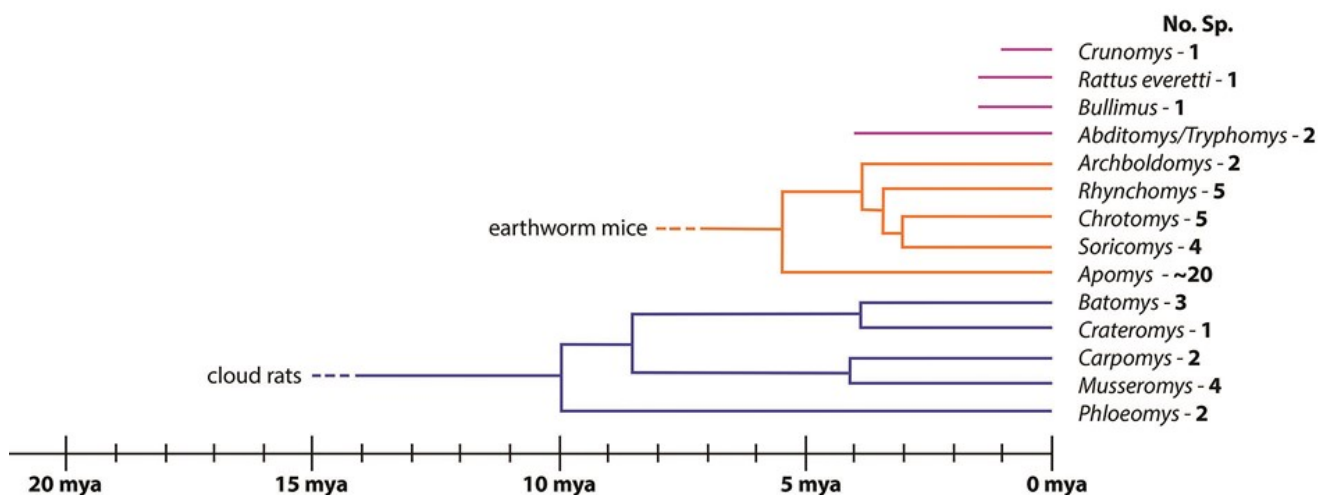 No. Sp.
Crunomys - 1
Rattus everetti - 1
Bullimus - 1
Abditomys/Tryphomys - 2
Archboldomys - 2
Rhynchomys - 5
earthworm mice
Chrotomys - 5
Soricomys - 4
Apomys - ~20
Batomys - 3
Crateromys - 1
Carpomys - 2
cloud rats
Musseromys - 4
Phloeomys - 2
20 mya 15 mya 10 mya 5 mya 0 mya